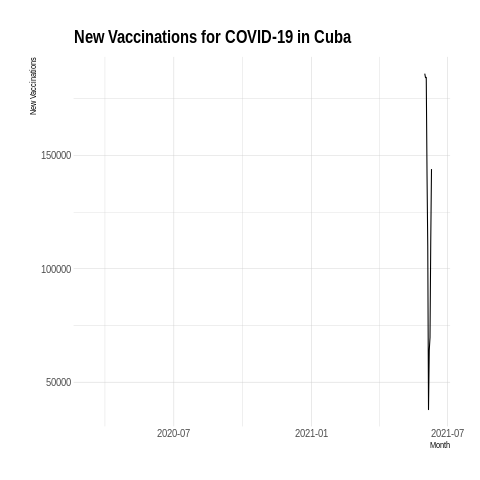 New Vaccinations for COVID-19 in Cuba
New Vaccinations
150000
100000
50000
2020-07
2021-01
2021-07
Month